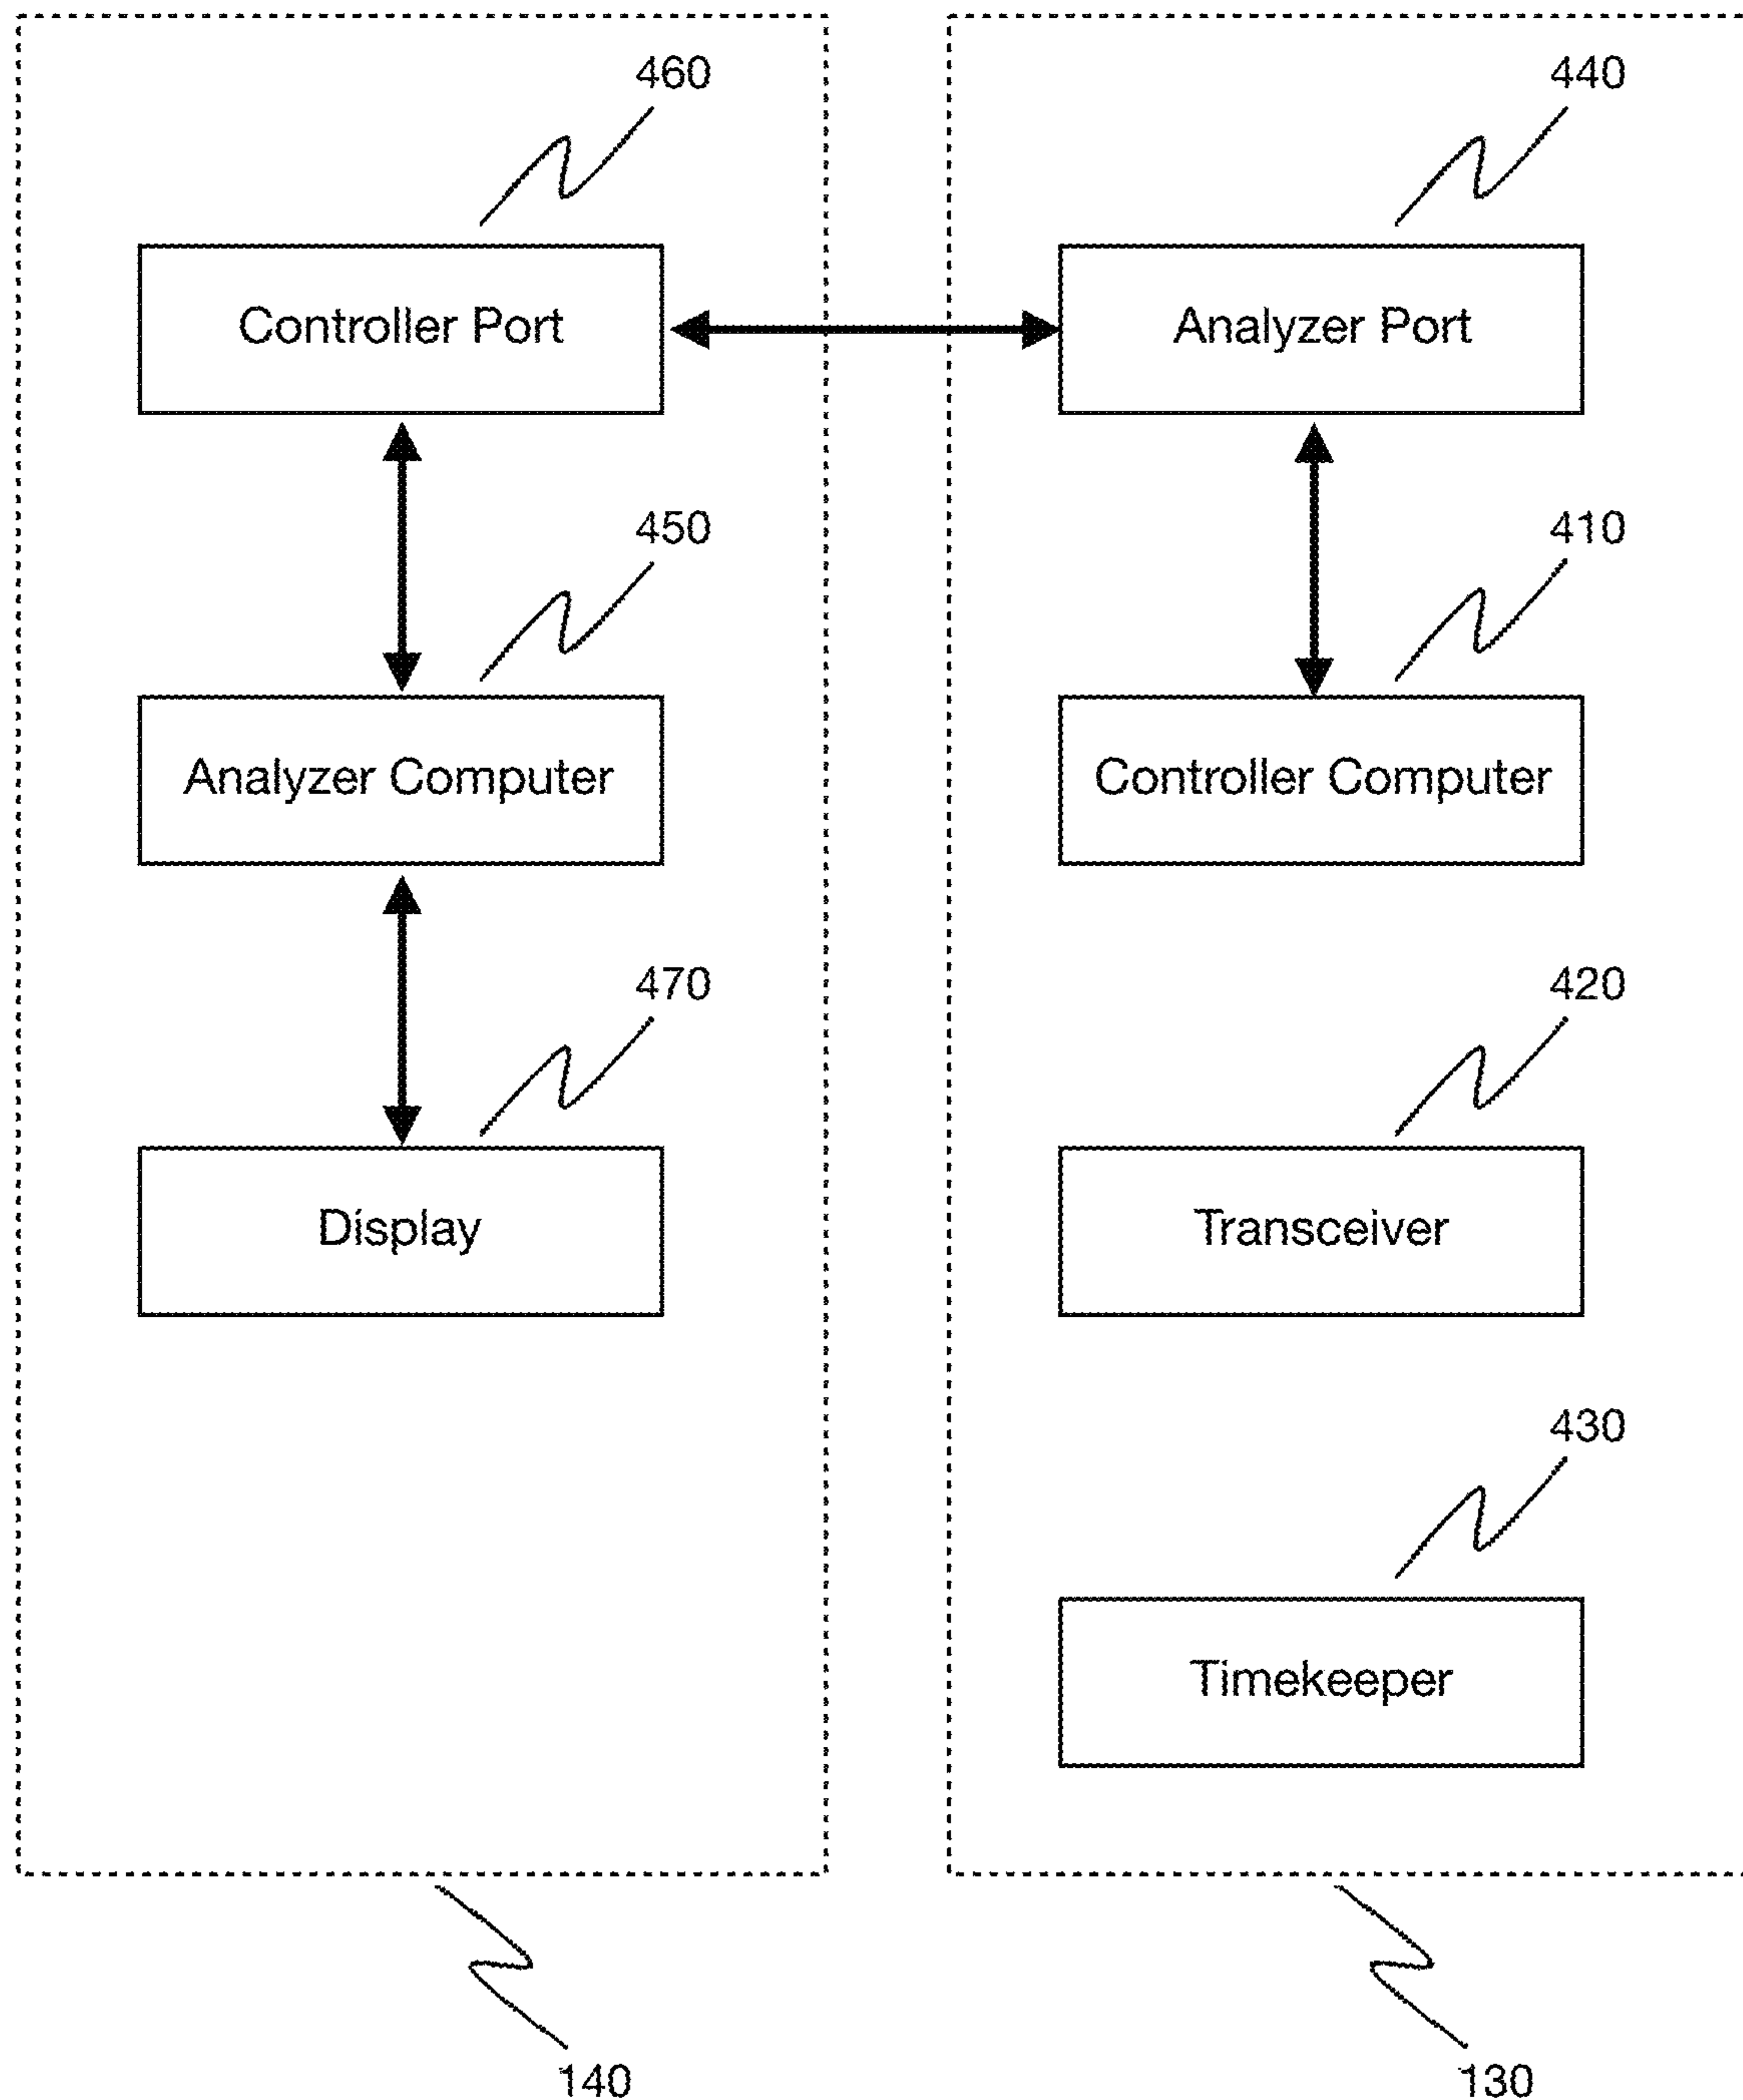 460
440
Controller Port
Analyzer Port
450
410
Analyzer Computer
Controller Computer
470
420
Display
Transceiver
430
Timekeeper
140
130